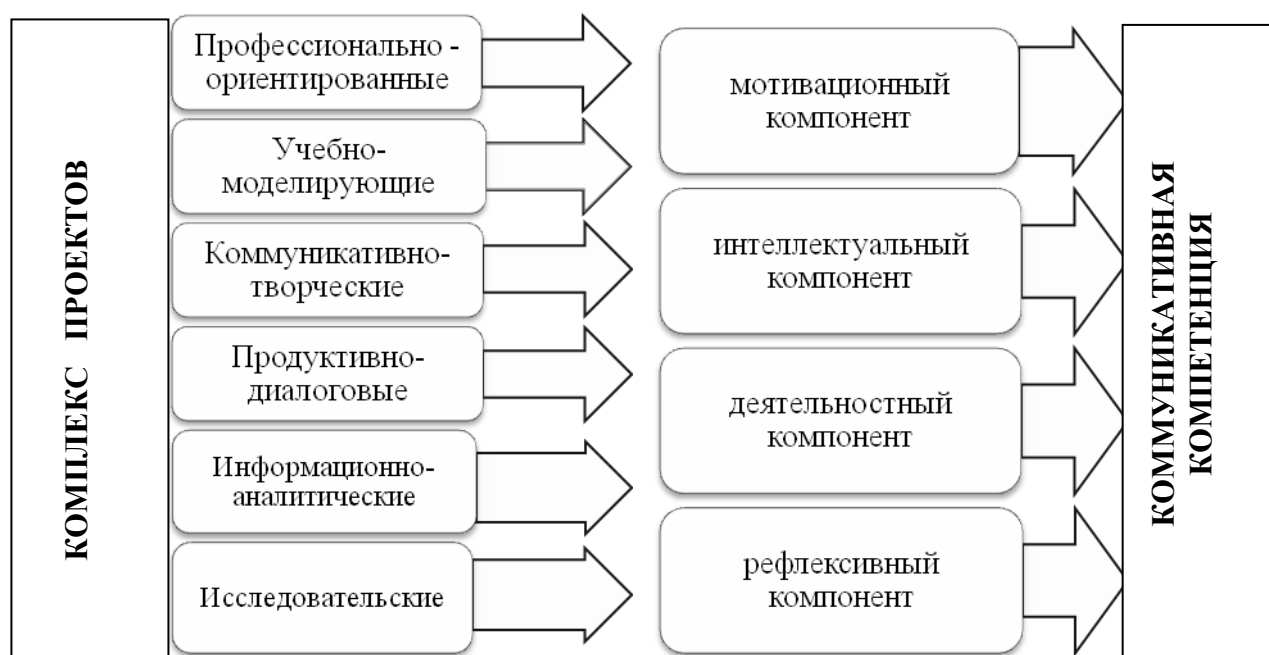 КОМПЛЕКС ПРОЕКТОВ
Профессионально -
ориентированные
Учебно-
моделирующие
Коммуникативно-
творческие
Продуктивно-
диалоговые
Информационно-
аналитические
Исследовательские
мотивационный
компонент
интеллектуальный
компонент
деятельностный
компонент
рефлексивный
компонент
КОММУНИКАТИВНАЯ
КОМПЕТЕНЦИЯ